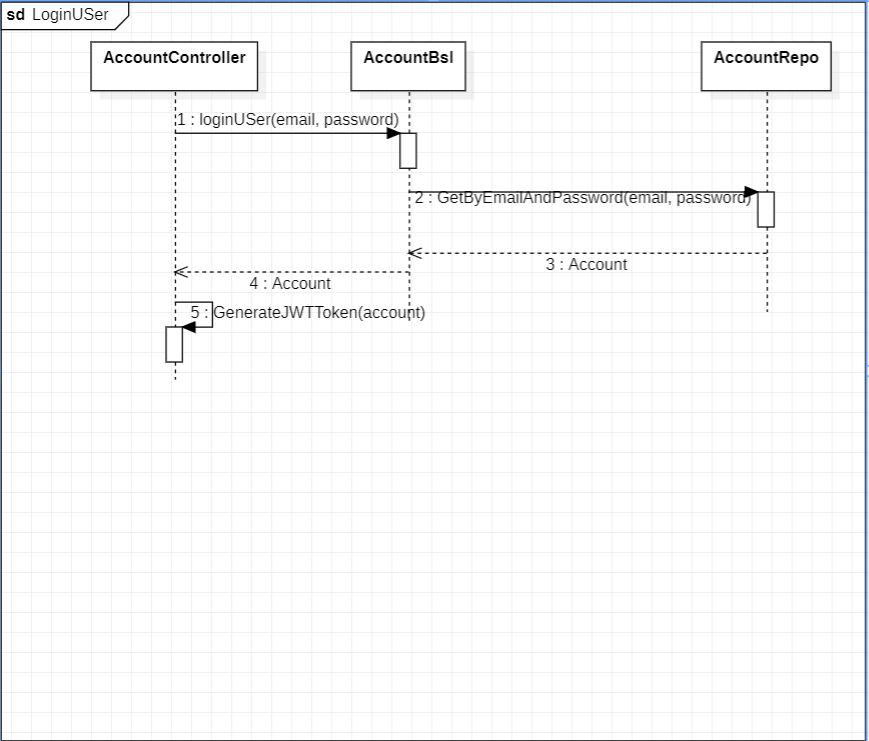 sd LoginUSer
AccountController AccountBsl AccountRepo
1 : loginUSer(email, password)
2 : GetByEmailAndPassword(email, password)
3 : Account
4 : Account
5 : GenerateJWTToken(account)